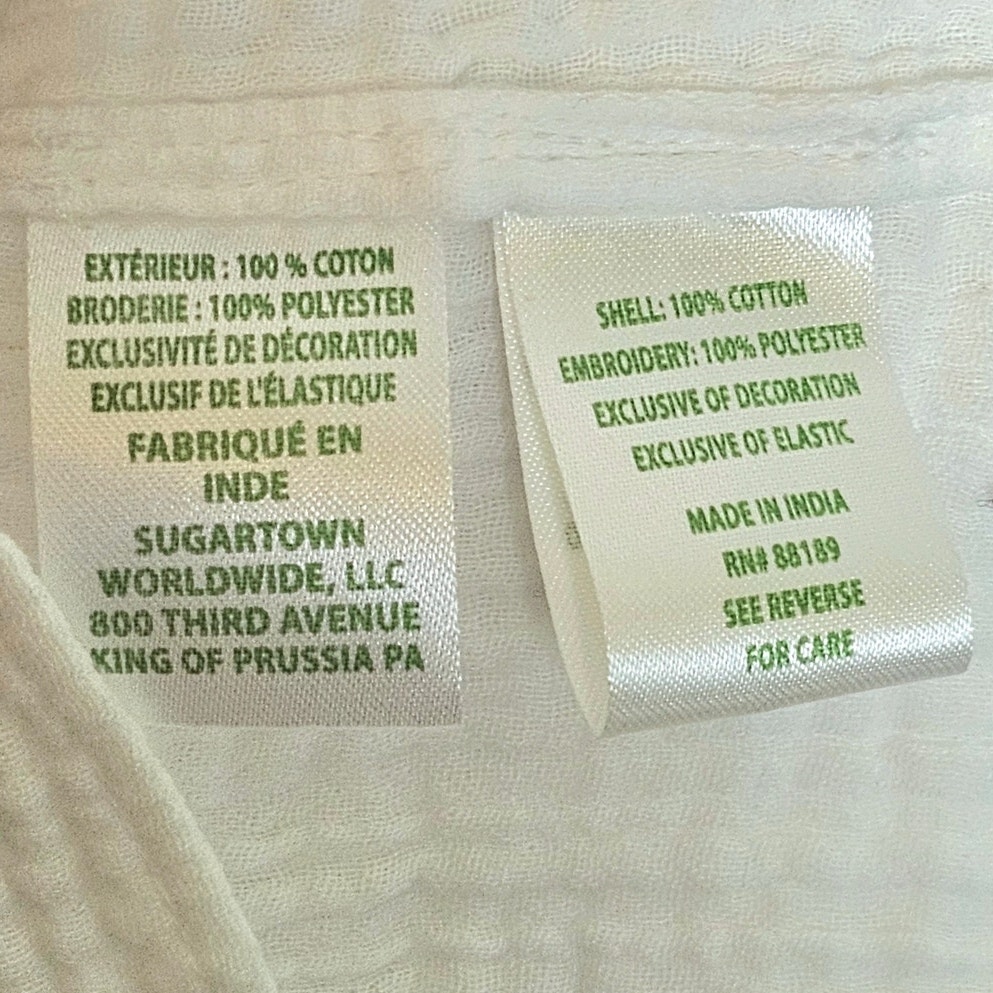 EXTÉRIEUR : 100 % COTON
BRODERIE : 100% POLYESTER
EXCLUSIVITÉ DE DÉCORATION
EXCLUSIF DE L'ÉLASTIQUE
FABRIQUÉ EN
INDE
SUGARTOWN
WORLDWIDE, LLC
800 THIRD AVENUE
KING OF PRUSSIA PA
SHELL: 100% COTTON
EMBROIDERY: 100% POLYESTER
EXCLUSIVE OF DECORATION
EXCLUSIVE OF ELASTIC
MADE IN INDIA
RN# 88189
SEE REVERSE
FOR CARE